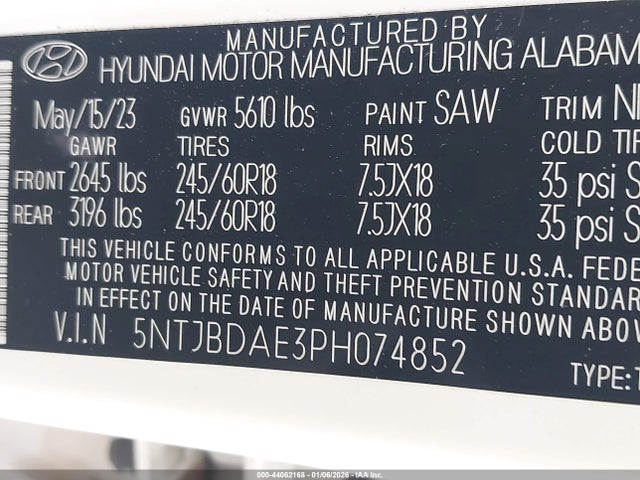 MANUFACTURED BY
HYUNDAI MOTOR MANUFACTURING ALABAM
May/15/23 GVWR 5610 lbs PAINT SAW TRIM
GAWR TIRES RIMS COLD
FRONT 2645 lbs 245/60R18 7.5JX18 35 psi
REAR 3196 lbs 245/60R18 7.5JX18 35 psi
THIS VEHICLE CONFORMS TO ALL APPLICABLE U.S.A. FEDE
MOTOR VEHICLE SAFETY AND THEFT PREVENTION STANDAR
IN EFFECT ON THE DATE OF MANUFACTURE SHOWN ABOV
V.I.N 5NTJBDAE3PH074852
TYPE:
000-44062168 - 01/06/2026 - IAA Inc.